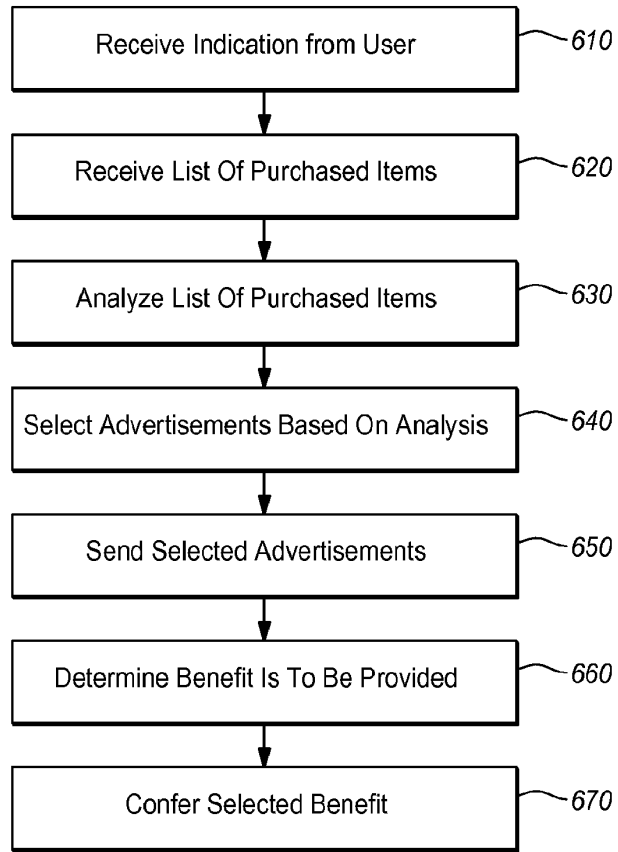 Receive Indication from User 610
Receive List Of Purchased Items 620
Analyze List Of Purchased Items 630
Select Advertisements Based On Analysis 640
Send Selected Advertisements 650
Determine Benefit Is To Be Provided 660
Confer Selected Benefit 670